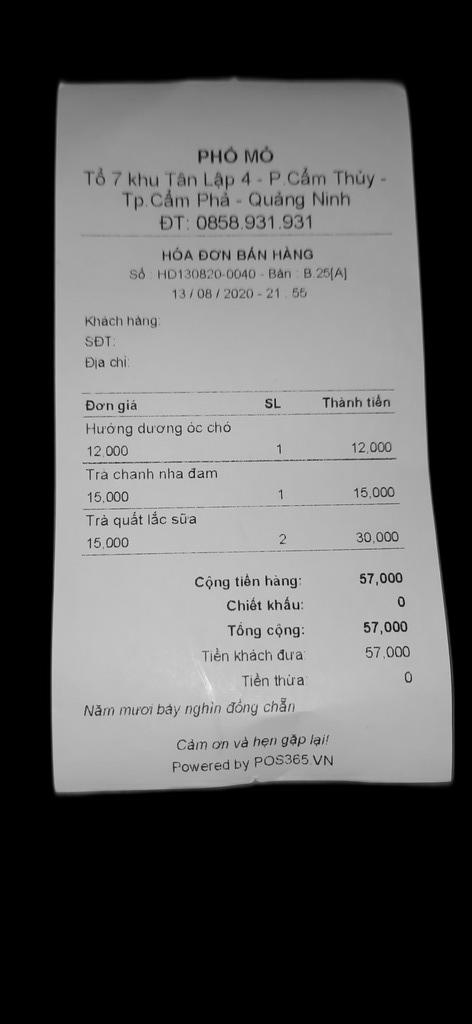 PHỐ MỎ
Tổ 7 khu Tân Lập 4 - P.Cẩm Thủy -
Tp.Cẩm Phả - Quảng Ninh
ĐT: 0858.931.931
HÓA ĐƠN BÁN HÀNG
Số : HD130820-0040 - Bàn : B.25[A]
13 / 08 / 2020 - 21 : 55
Khách hàng:
SĐT:
Địa chỉ:
Đơn giá SL Thành tiền
Hướng dương óc chó
12,000 1 12,000
Trà chanh nha đam
15,000 1 15,000
Trà quất lắc sữa
15,000 2 30,000
Cộng tiền hàng: 57,000
Chiết khấu: 0
Tổng cộng: 57,000
Tiền khách đưa: 57,000
Tiền thừa: 0
Năm mươi bảy nghìn đồng chẵn
Cảm ơn và hẹn gặp lại!
Powered by POS365.VN